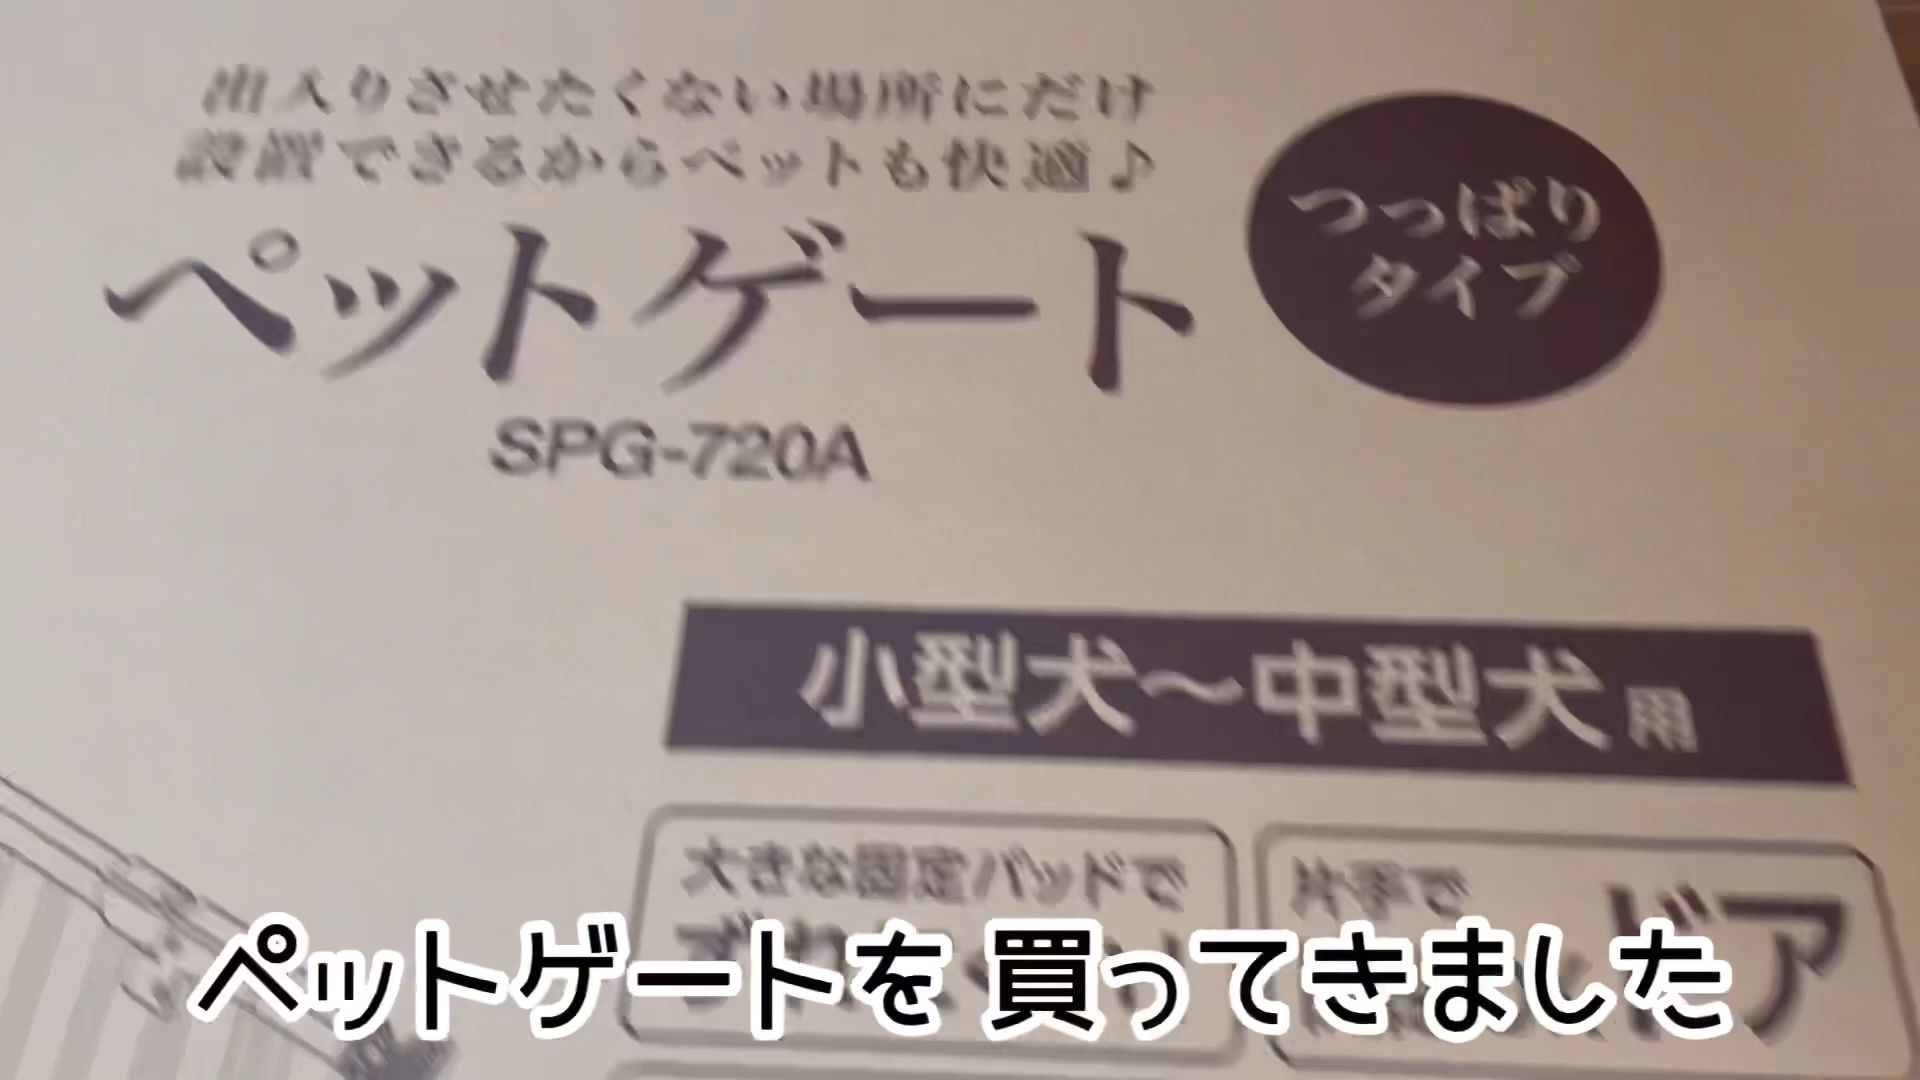 出入りさせたくない場所にだけ
設置できるからペットも快適♪
ペットゲート
つっぱり
タイプ
SPG-720A
小型犬〜中型犬用
大きな固定パッドで
片手で
ドア
ペットゲートを 買ってきました